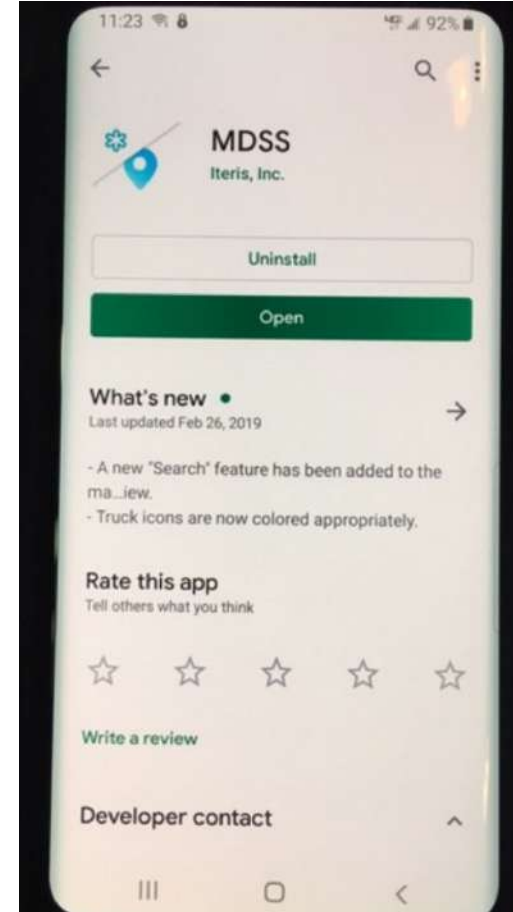 11:23
92%
MDSS
Iteris, Inc.
Uninstall
Open
What's new
Last updated Feb 26, 2019
- A new "Search" feature has been added to the
ma...iew.
- Truck icons are now colored appropriately.
Rate this app
Tell others what you think
Write a review
Developer contact